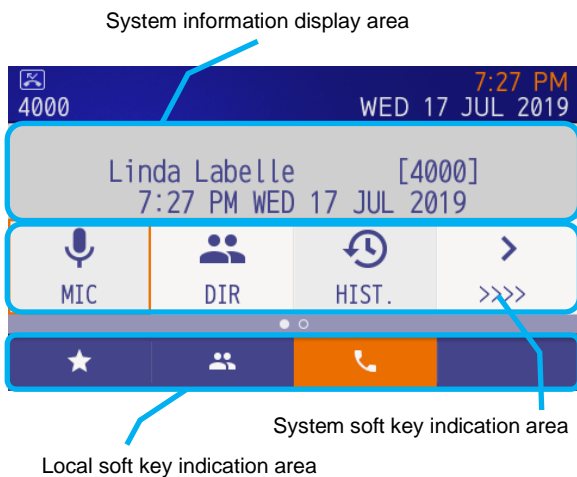 System information display area
7:27 PM
4000 WED 17 JUL 2019
Linda Labelle [4000]
7:27 PM WED 17 JUL 2019
MIC DIR HIST. >>>>
System soft key indication area
Local soft key indication area